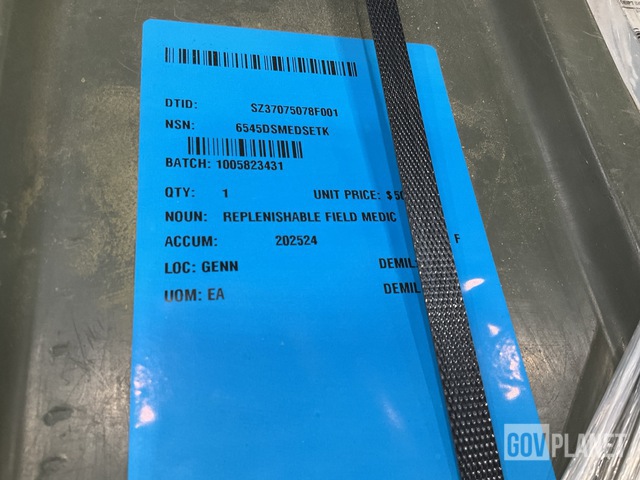 DTID: SZ37075078F001
NSN: 6545DSMEDSETK
BATCH: 1005823431
QTY: 1 UNIT PRICE: $50
NOUN: REPLENISHABLE FIELD MEDIC
ACCUM: 202524 F
LOC: GENN DEMIL
UOM: EA DEMIL
GOVPLANET